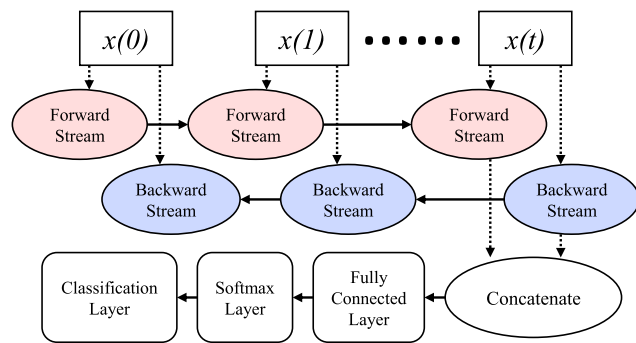 x(0)
x(1)
x(t)
Forward
Stream
Forward
Stream
Forward
Stream
Backward
Stream
Backward
Stream
Backward
Stream
Classification
Layer
Softmax
Layer
Fully
Connected
Layer
Concatenate